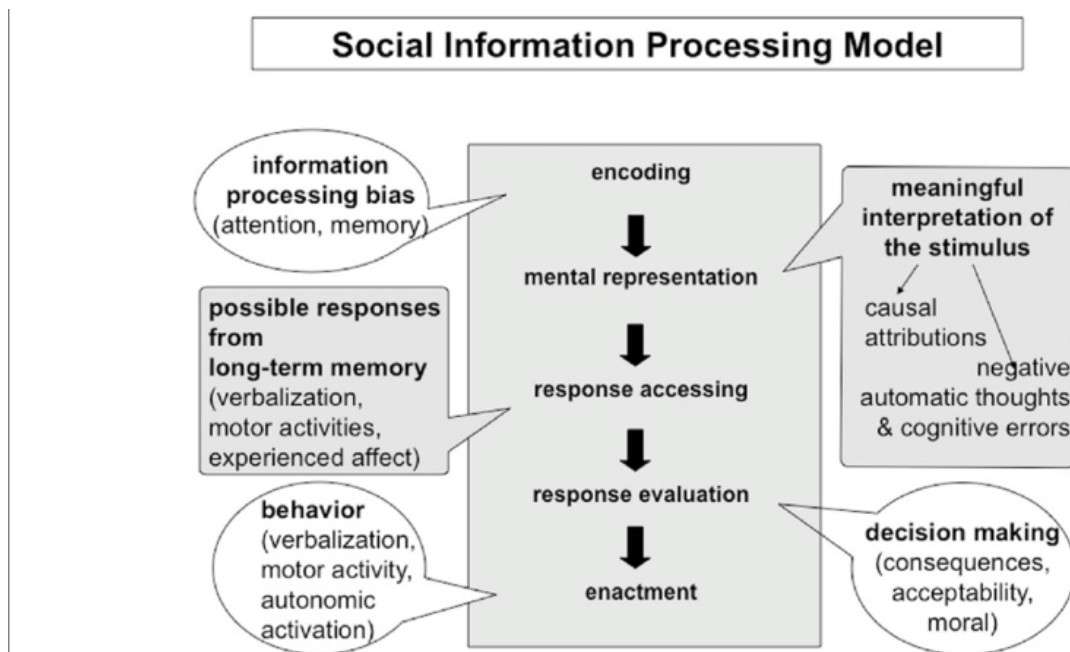 Social Information Processing Model
information
processing bias
(attention, memory)
encoding
mental representation
response accessing
response evaluation
enactment
meaningful
interpretation of
the stimulus
causal
attributions
negative
automatic thoughts
& cognitive errors
possible responses
from
long-term memory
(verbalization,
motor activities,
experienced affect)
behavior
(verbalization,
motor activity,
autonomic
activation)
decision making
(consequences,
acceptability,
moral)